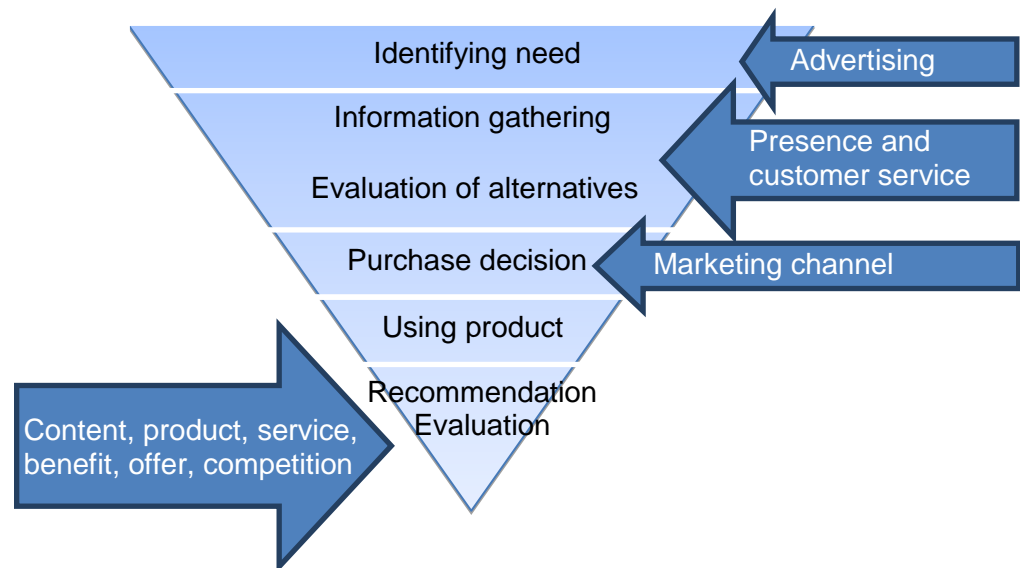 Identifying need
Advertising
Information gathering
Presence and
customer service
Evaluation of alternatives
Purchase decision
Marketing channel
Using product
Recommendation
Evaluation
Content, product, service,
benefit, offer, competition